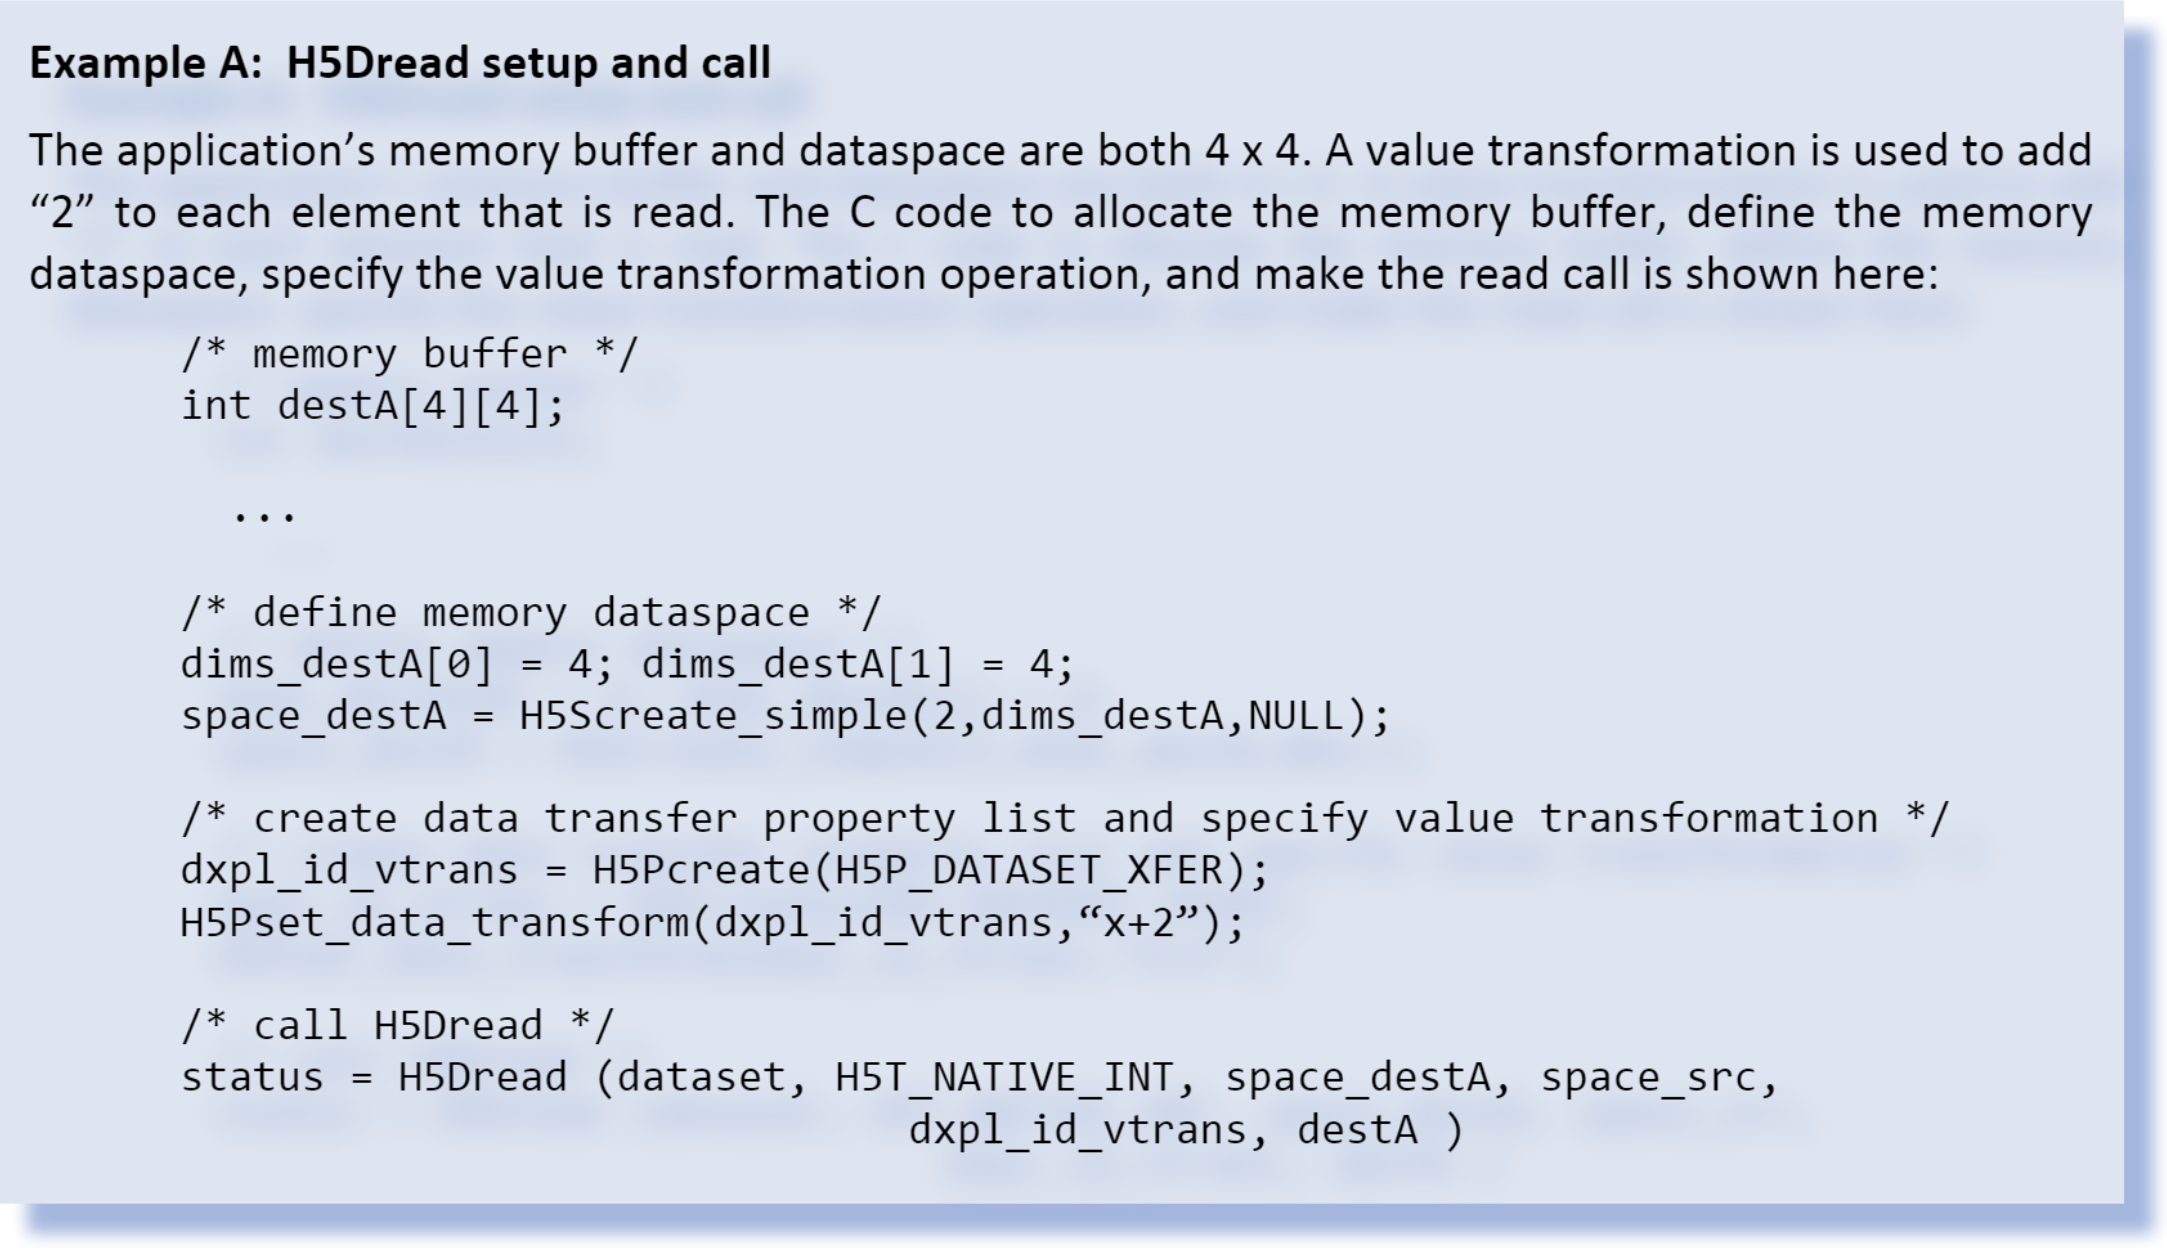 Example A:  H5Dread setup and call
The application’s memory buffer and dataspace are both 4 x 4. A value transformation is used to add
“2” to each element that is read. The C code to allocate the memory buffer, define the memory
dataspace, specify the value transformation operation, and make the read call is shown here:
/* memory buffer */
int destA[4][4];
...
/* define memory dataspace */
dims_destA[0] = 4; dims_destA[1] = 4;
space_destA = H5Screate_simple(2,dims_destA,NULL);
/* create data transfer property list and specify value transformation */
dxpl_id_vtrans = H5Pcreate(H5P_DATASET_XFER);
H5Pset_data_transform(dxpl_id_vtrans,“x+2”);
/* call H5Dread */
status = H5Dread (dataset, H5T_NATIVE_INT, space_destA, space_src,
dxpl_id_vtrans, destA )